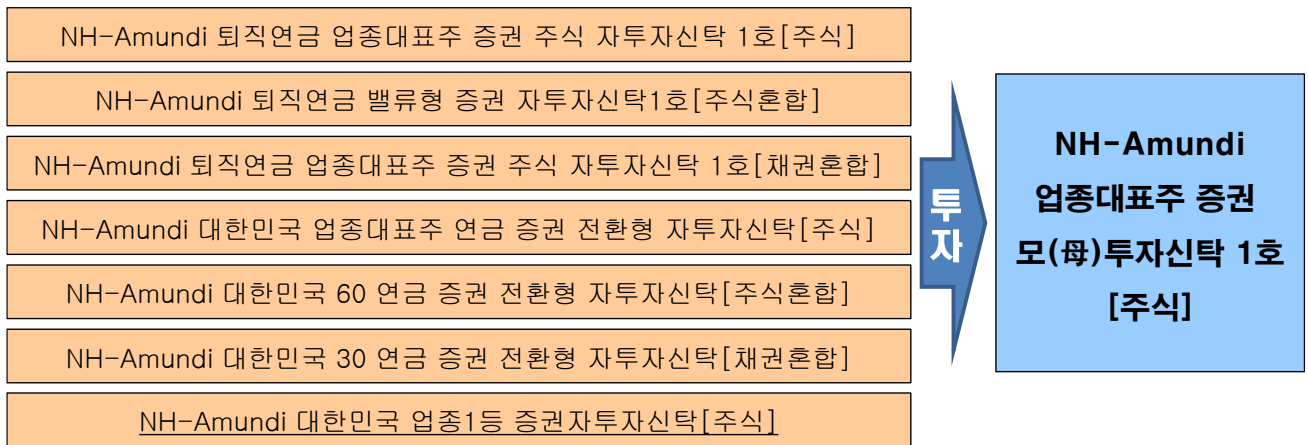 NH-Amundi 퇴직연금 업종대표주 증권 주식 자투자신탁 1호[주식]
NH-Amundi 퇴직연금 밸류형 증권 자투자신탁1호[주식혼합]
NH-Amundi 퇴직연금 업종대표주 증권 주식 자투자신탁 1호[채권혼합]
NH-Amundi 대한민국 업종대표주 연금 증권 전환형 자투자신탁[주식]
NH-Amundi 대한민국 60 연금 증권 전환형 자투자신탁[주식혼합]
NH-Amundi 대한민국 30 연금 증권 전환형 자투자신탁[채권혼합]
NH-Amundi 대한민국 업종1등 증권자투자신탁[주식]
투
자
NH-Amundi
업종대표주 증권
모(母)투자신탁 1호
[주식]